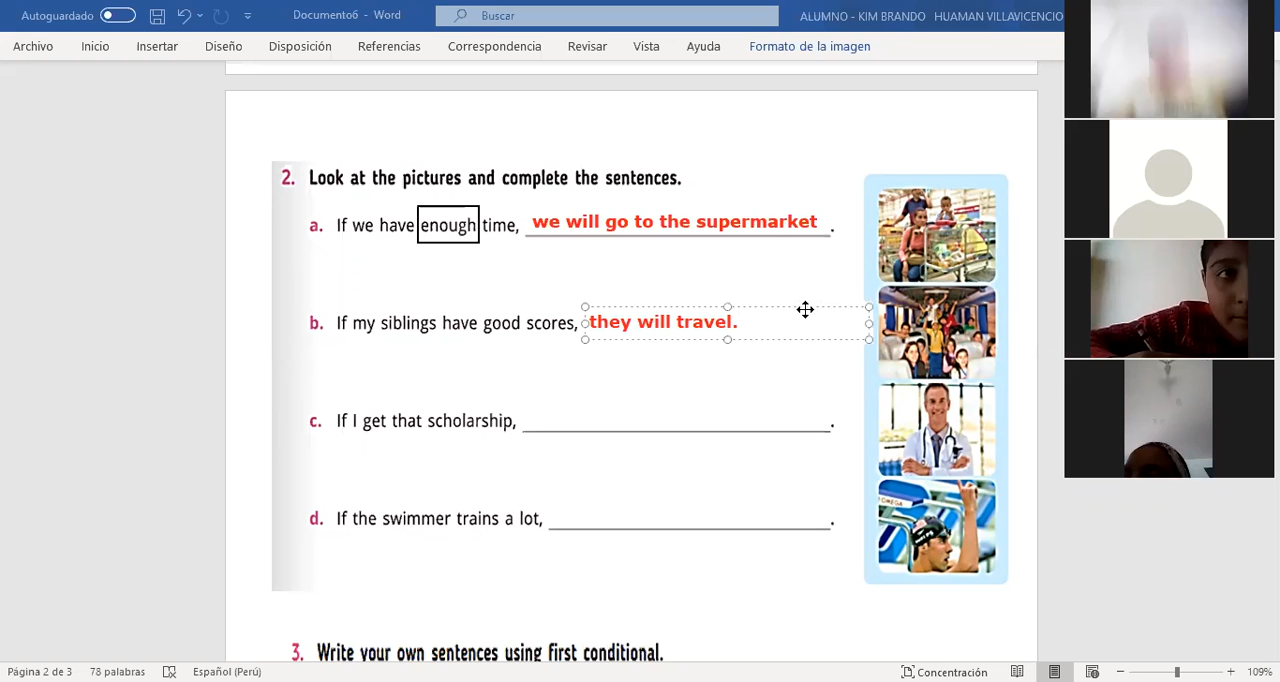 Autoguardado Documento6 - Word Buscar ALUMNO - KIM BRANDO HUAMAN VILLAVICENCIO
Archivo Inicio Insertar Diseño Disposición Referencias Correspondencia Revisar Vista Ayuda Formato de la imagen
2. Look at the pictures and complete the sentences.
a. If we have enough time, we will go to the supermarket.
b. If my siblings have good scores, they will travel.
c. If I get that scholarship, ____________________.
d. If the swimmer trains a lot, ____________________.
OMEGA
3. Write your own sentences using first conditional.
Página 2 de 3 78 palabras Español (Perú) Concentración 109%